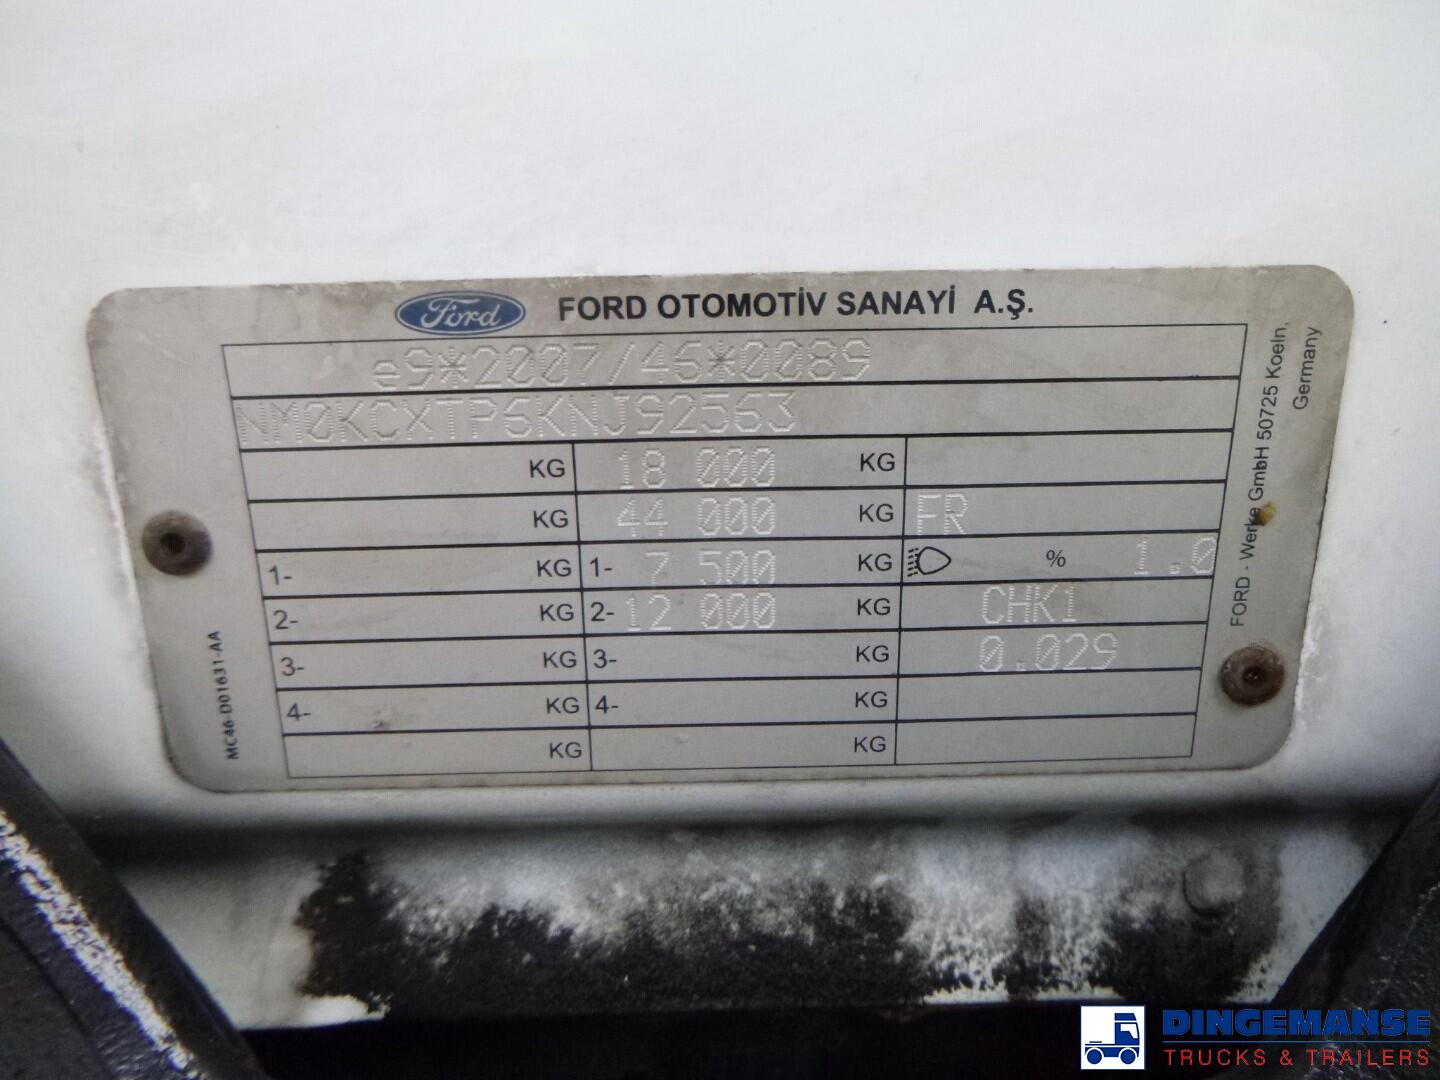 Ford FORD OTOMOTİV SANAYİ A.Ş.
e9*2007/46*0089
NM0KCXTP6KNJ92563
KG 18 000 KG
KG 44 000 KG FR
1- KG 1- 7 500 KG % 1.0
2- KG 2- 12 000 KG CHK1
3- KG 3- KG 0.029
4- KG 4- KG
KG KG
MC46-D01631-AA
FORD - Werke GmbH 50725 Koeln,
Germany
DINGEMANSE
TRUCKS & TRAILERS